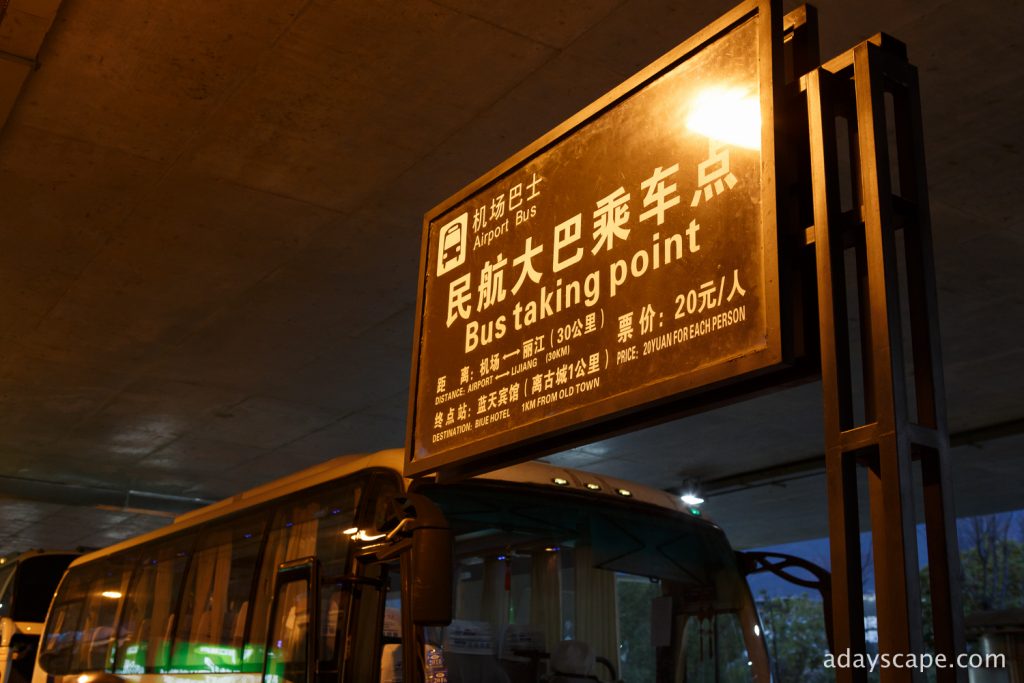 机场巴士
Airport Bus
民航大巴乘车点
Bus taking point
距 离：机场⟷丽江（30公里）
DISTANCE: AIRPORT⟷LIJIANG (30KM)
票价：20元/人
PRICE: 20YUAN FOR EACH PERSON
终点站：蓝天宾馆（离古城1公里）
DESTINATION: BIUE HOTEL 1KM FROM OLD TOWN
adayscape.com